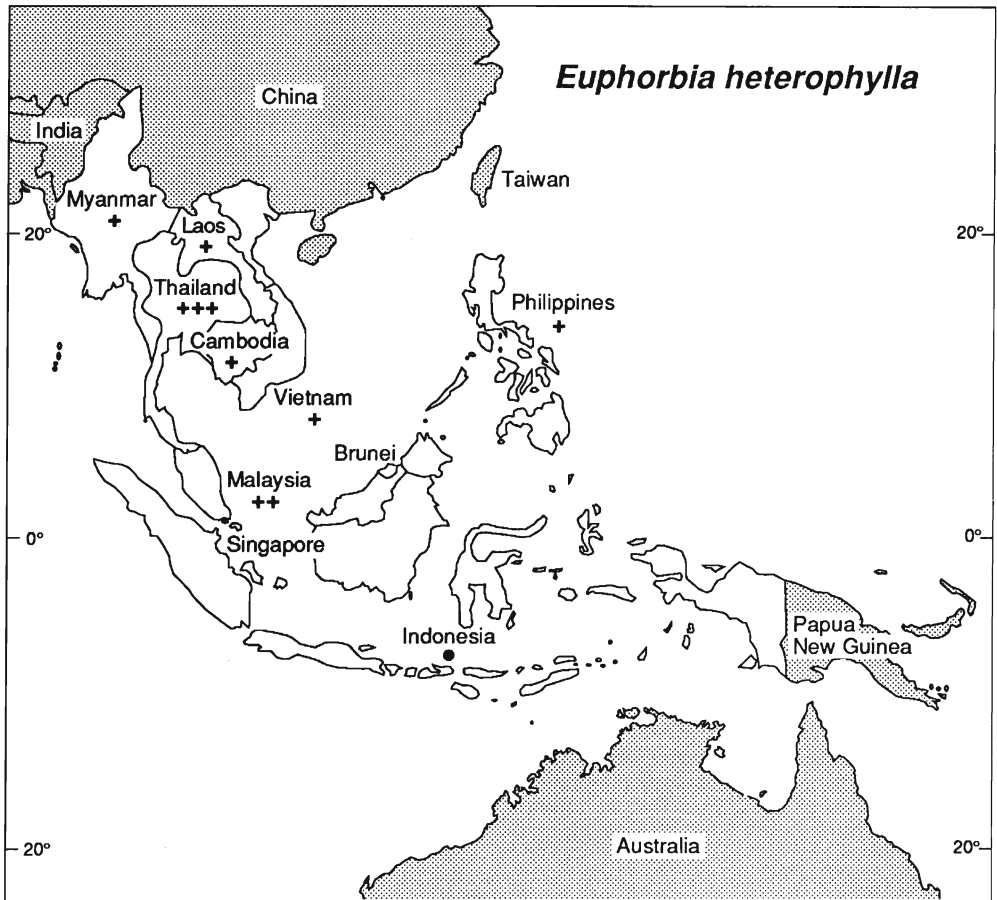 Euphorbia heterophylla
China
India
Taiwan
Myanmar
+
Laos
+
20°
20°
Thailand
+++
Philippines
+
Cambodia
+
Vietnam
+
Brunei
Malaysia
++
0°
0°
Singapore
Indonesia
Papua
New Guinea
Australia
20°
20°